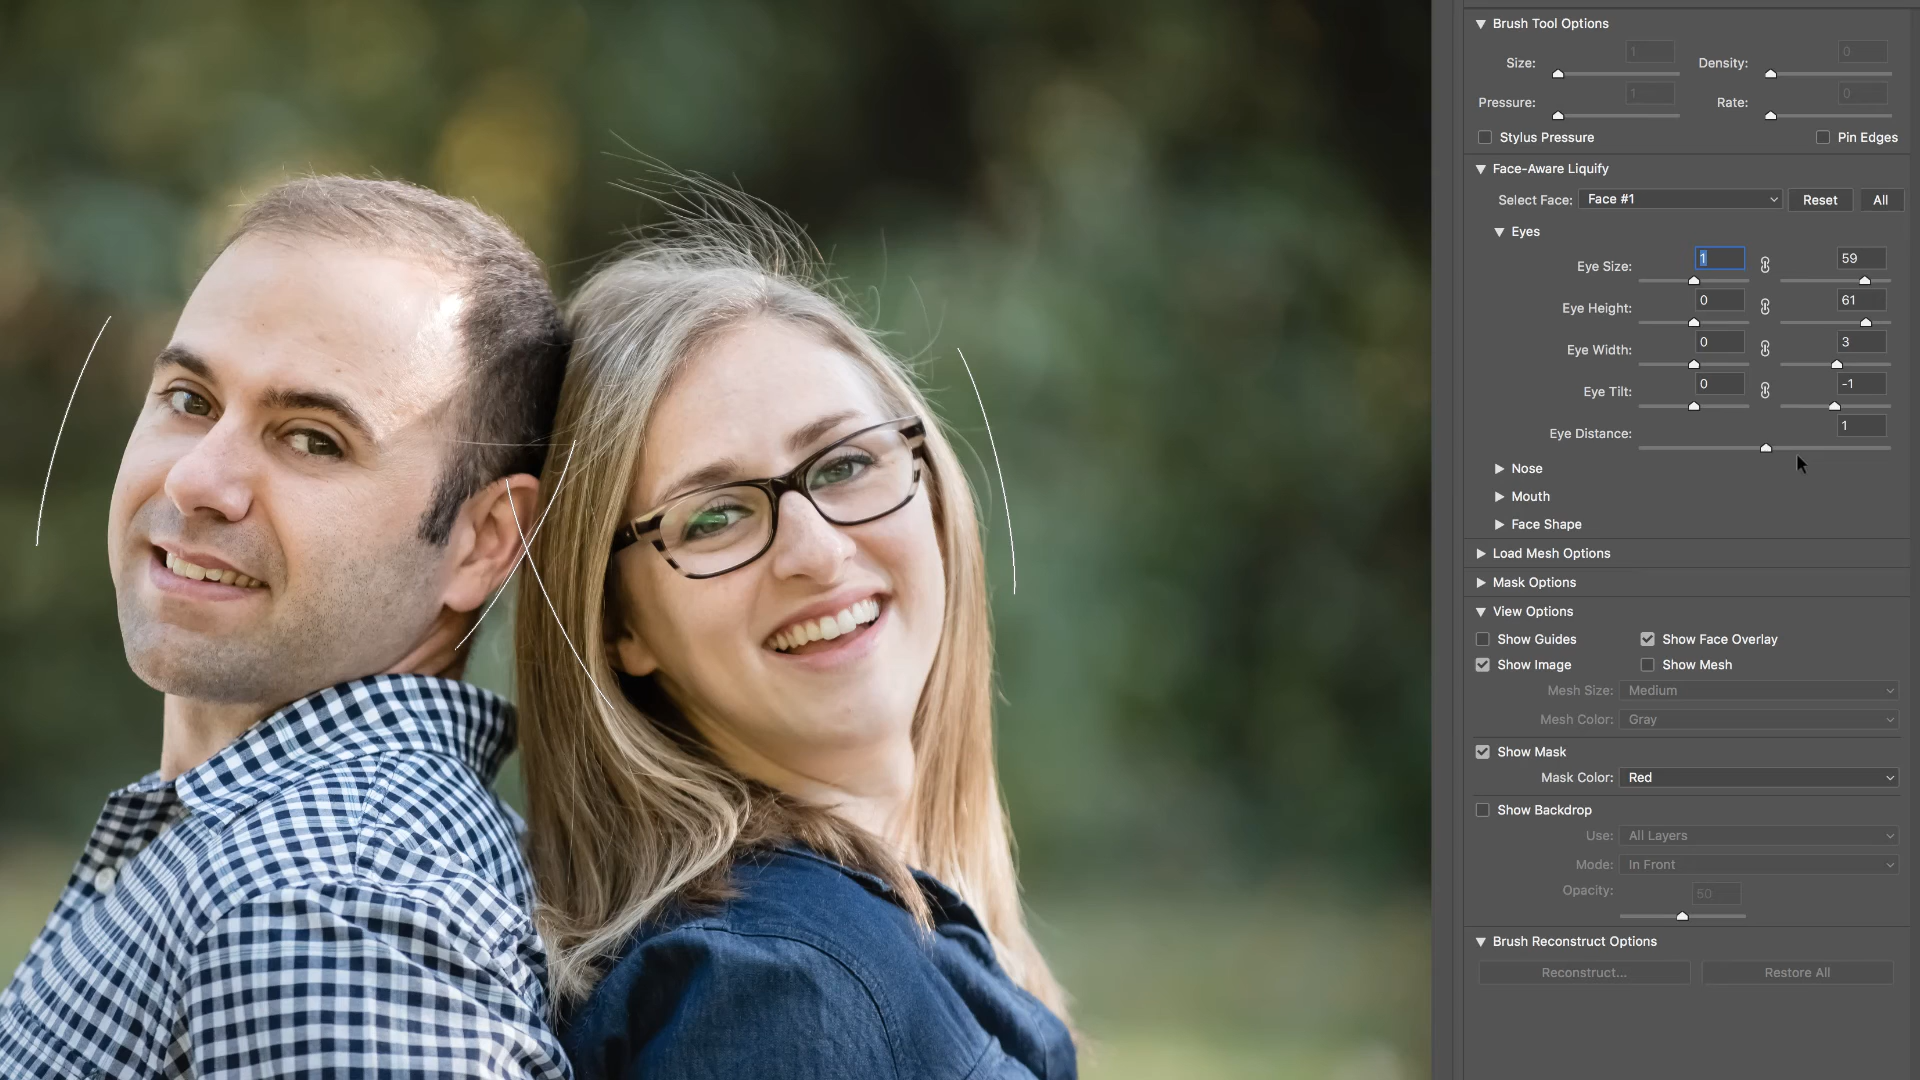 Brush Tool Options
Size: 1 Density: 0
Pressure: 1 Rate: 0
Stylus Pressure Pin Edges
Face-Aware Liquify
Select Face: Face #1 Reset All
Eyes
Eye Size: 1 59
Eye Height: 0 61
Eye Width: 0 3
Eye Tilt: 0 -1
Eye Distance: 1
Nose
Mouth
Face Shape
Load Mesh Options
Mask Options
View Options
Show Guides Show Face Overlay
Show Image Show Mesh
Mesh Size: Medium
Mesh Color: Gray
Show Mask
Mask Color: Red
Show Backdrop
Use: All Layers
Mode: In Front
Opacity: 50
Brush Reconstruct Options
Reconstruct... Restore All